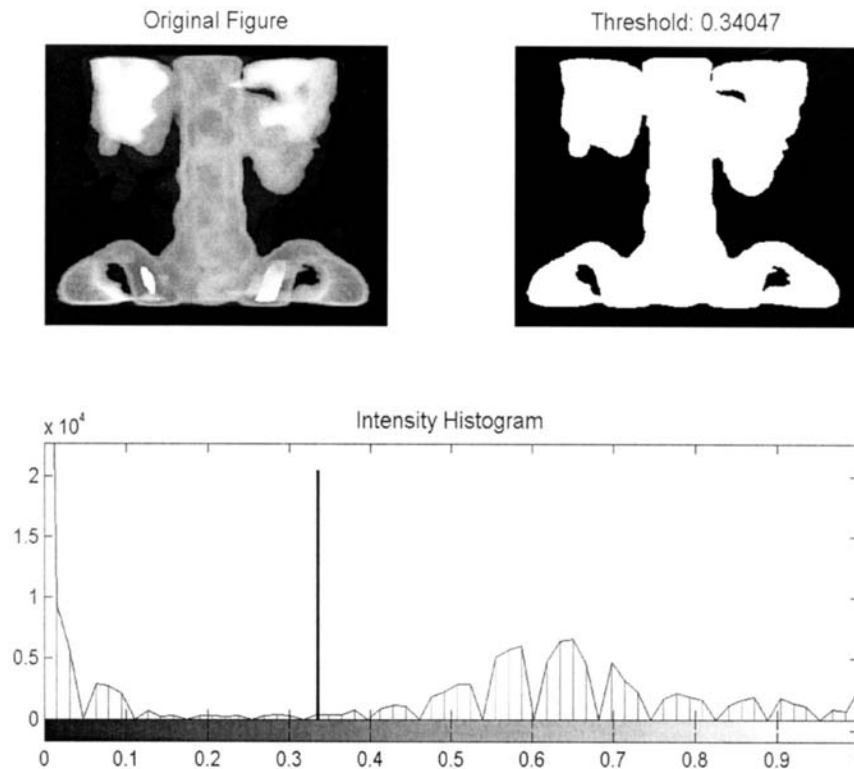 Original Figure
Threshold: 0.34047
Intensity Histogram
x 10⁴
2
1.5
1
0.5
0
0 0.1 0.2 0.3 0.4 0.5 0.6 0.7 0.8 0.9